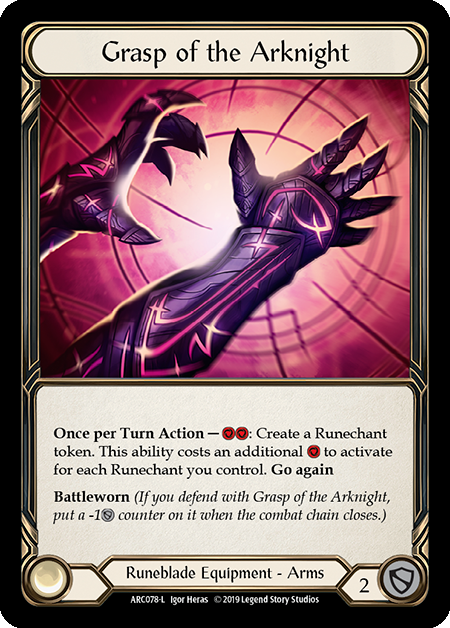 Grasp of the Arknight
Once per Turn Action — : Create a Runechant
token. This ability costs an additional to activate
for each Runechant you control. Go again
Battleworn (If you defend with Grasp of the Arknight,
put a -1 counter on it when the combat chain closes.)
Runeblade Equipment - Arms
2
ARC078-L Igor Heras © 2019 Legend Story Studios